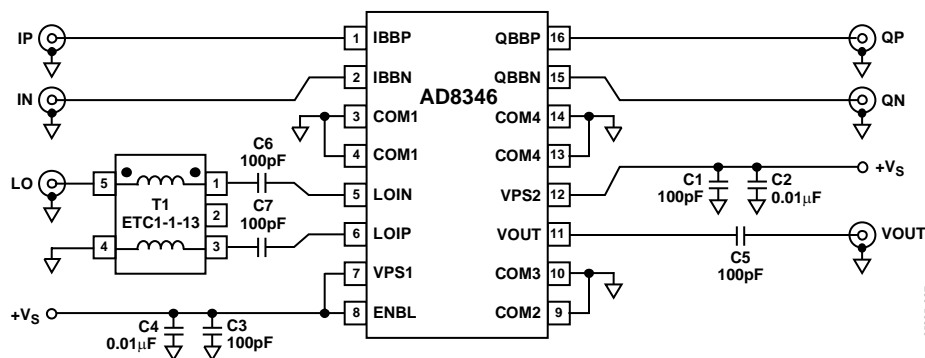 IP
1 IBBP
QBBP 16
QP
IN
2 IBBN
QBBN 15
QN
AD8346
3 COM1
COM4 14
4 COM1
COM4 13
C6
100pF
LO
5
1
T1
ETC1-1-13
2
4
3
C7
100pF
5 LOIN
VPS2 12
C1
100pF
C2
0.01µF
+VS
6 LOIP
VOUT 11
C5
100pF
VOUT
7 VPS1
COM3 10
8 ENBL
COM2 9
+VS
C4
0.01µF
C3
100pF